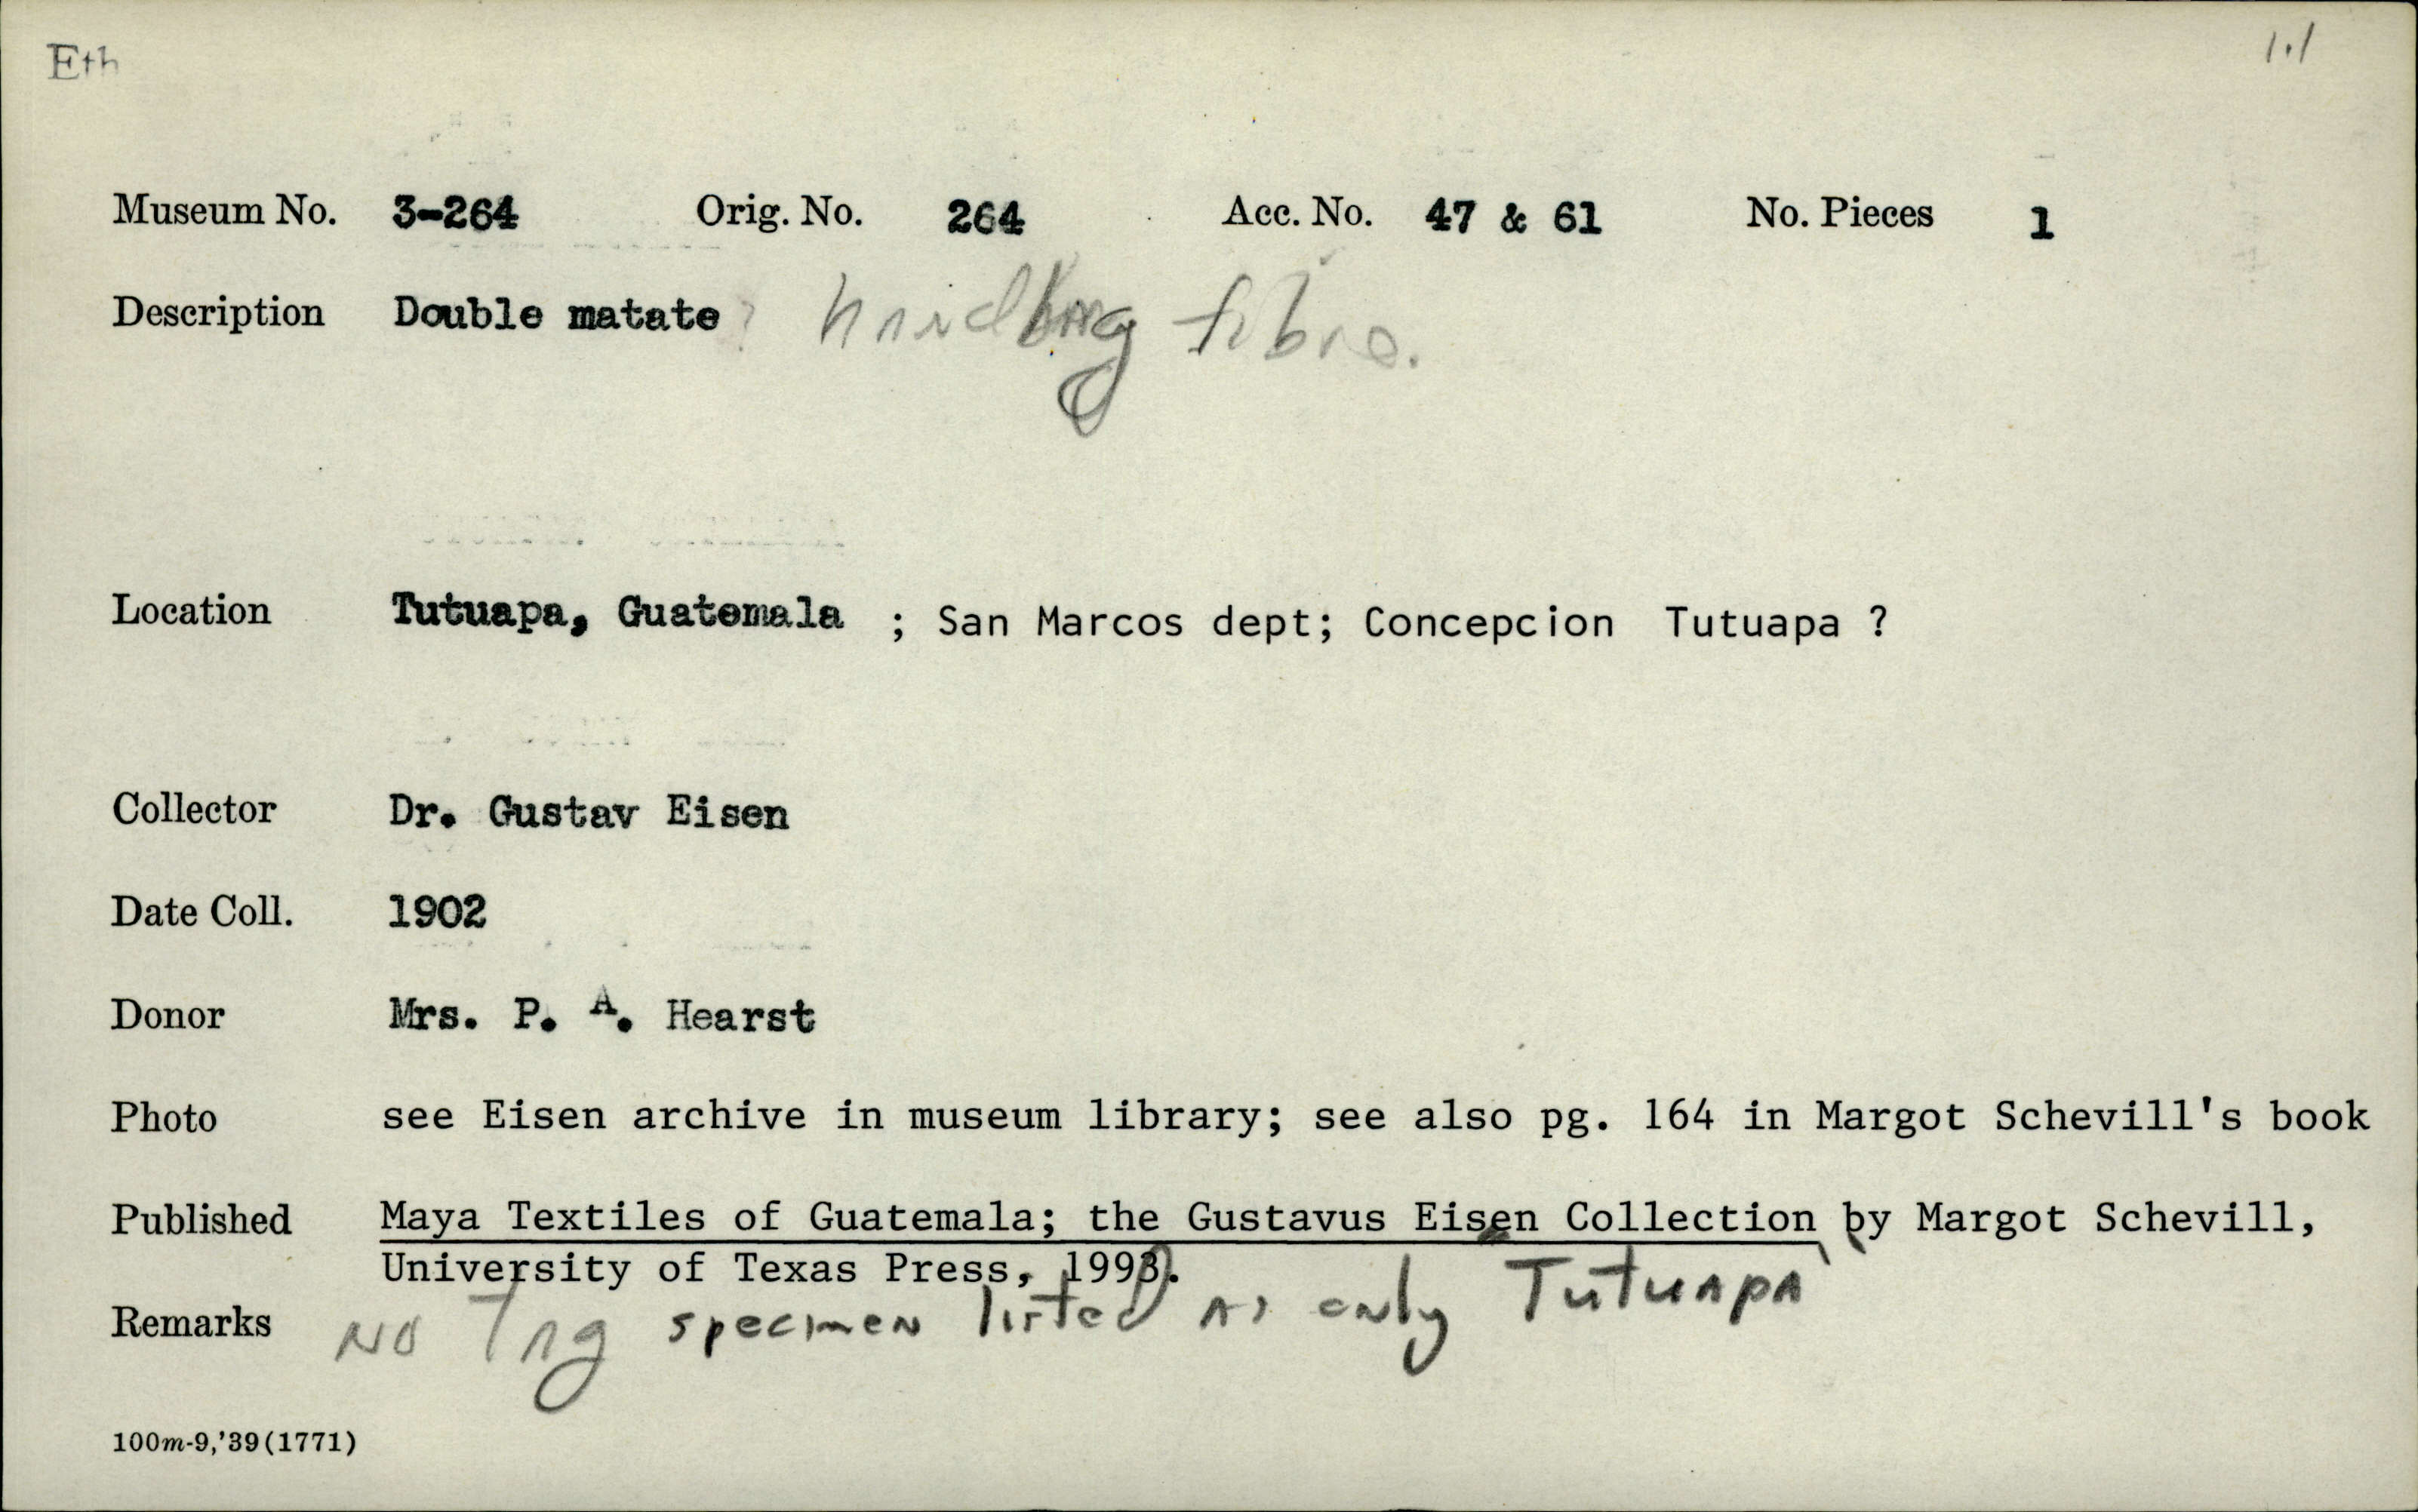 Eth 1.1
Museum No. 3-264 Orig. No. 264 Acc. No. 47 & 61 No. Pieces 1
Description Double matate ? handbag fibre.
Location Tutuapa, Guatemala ; San Marcos dept; Concepcion Tutuapa ?
Collector Dr. Gustav Eisen
Date Coll. 1902
Donor Mrs. P. A. Hearst
Photo see Eisen archive in museum library; see also pg. 164 in Margot Schevill's book
Published Maya Textiles of Guatemala; the Gustavus Eisen Collection by Margot Schevill,
University of Texas Press, 1993.
Remarks No Tag specimen listed as only Tutuapa
100m-9,'39(1771)